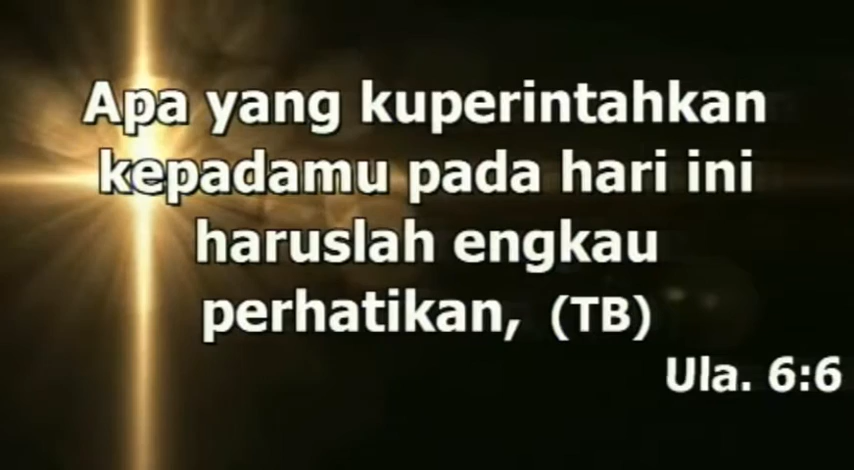 Apa yang kuperintahkan
kepadamu pada hari ini
haruslah engkau
perhatikan, (TB)
Ula. 6:6